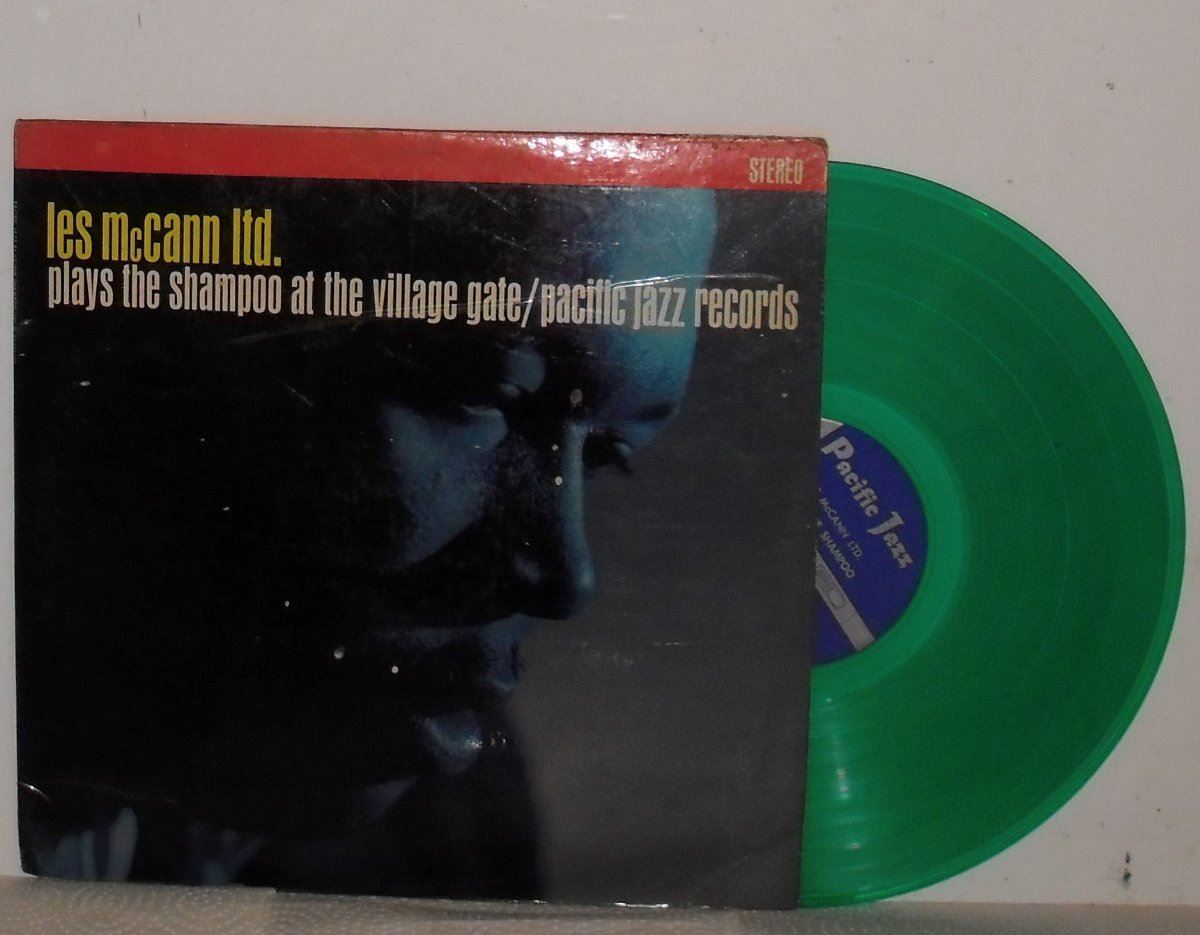 STEREO
les mccann ltd.
plays the shampoo at the village gate/pacific jazz records
Pacific Jazz
McCANN LTD.
SHAMPOO